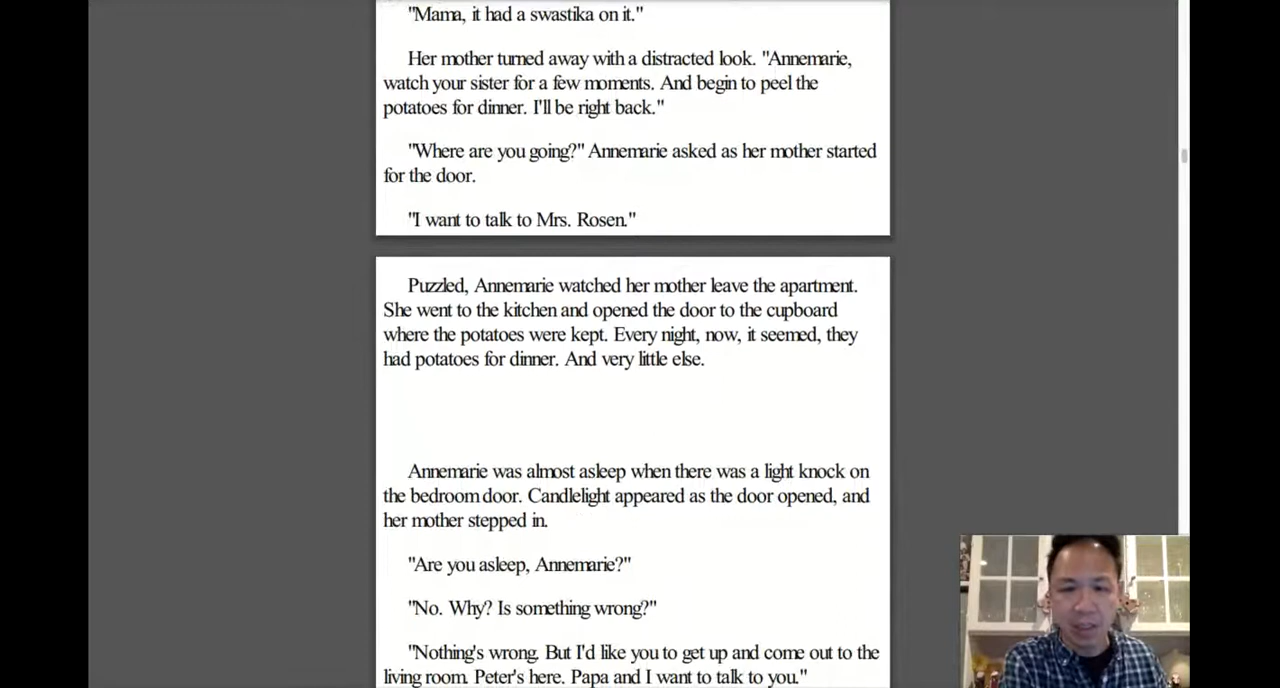 "Mama, it had a swastika on it."
Her mother turned away with a distracted look. "Annemarie,
watch your sister for a few moments. And begin to peel the
potatoes for dinner. I'll be right back."
"Where are you going?" Annemarie asked as her mother started
for the door.
"I want to talk to Mrs. Rosen."
Puzzled, Annemarie watched her mother leave the apartment.
She went to the kitchen and opened the door to the cupboard
where the potatoes were kept. Every night, now, it seemed, they
had potatoes for dinner. And very little else.
Annemarie was almost asleep when there was a light knock on
the bedroom door. Candlelight appeared as the door opened, and
her mother stepped in.
"Are you asleep, Annemarie?"
"No. Why? Is something wrong?"
"Nothing's wrong. But I'd like you to get up and come out to the
living room. Peter's here. Papa and I want to talk to you."